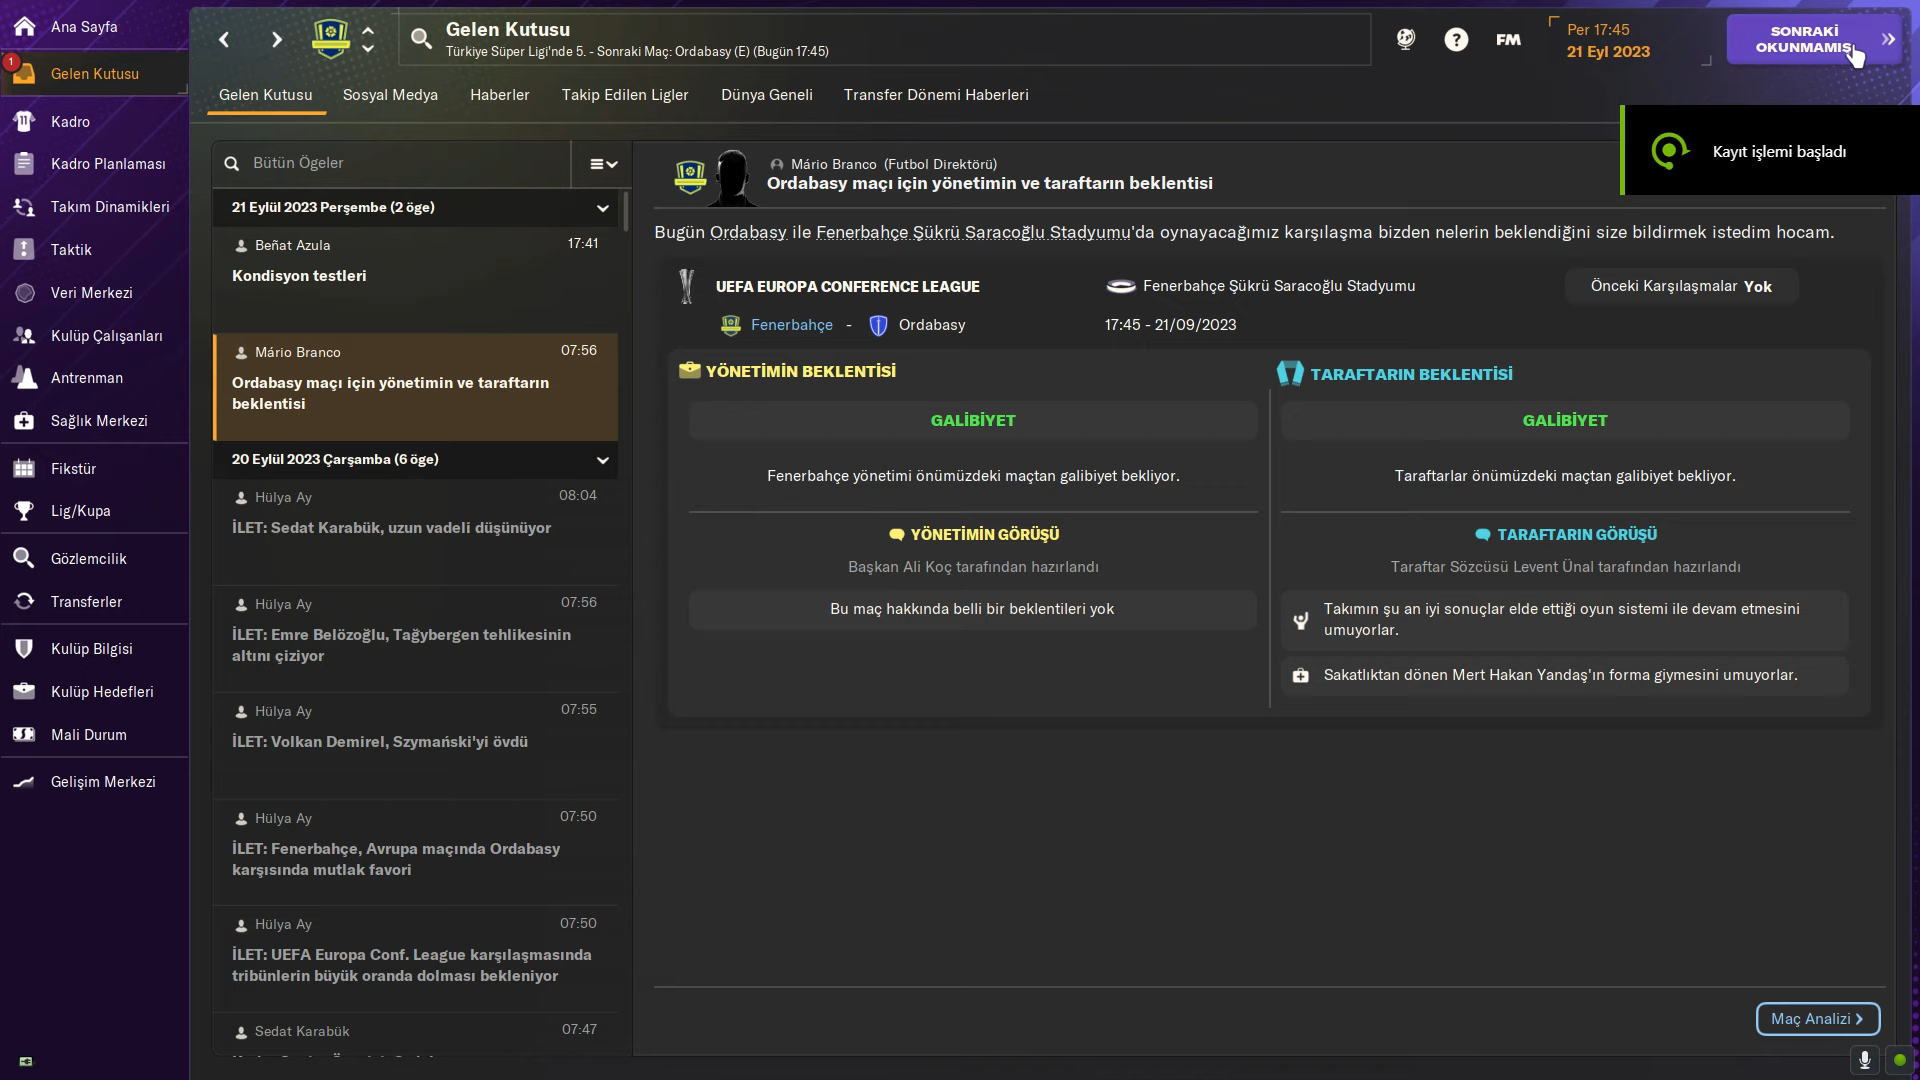 Ana Sayfa
1
Gelen Kutusu
Kadro
Kadro Planlaması
Takım Dinamikleri
Taktik
Veri Merkezi
Kulüp Çalışanları
Antrenman
Sağlık Merkezi
Fikstür
Lig/Kupa
Gözlemcilik
Transferler
Kulüp Bilgisi
Kulüp Hedefleri
Mali Durum
Gelişim Merkezi
Gelen Kutusu
Türkiye Süper Ligi'nde 5. - Sonraki Maç: Ordabasy (E) (Bugün 17:45)
FM
Per 17:45
21 Eyl 2023
SONRAKİ
OKUNMAMIŞ
Gelen Kutusu
Sosyal Medya
Haberler
Takip Edilen Ligler
Dünya Geneli
Transfer Dönemi Haberleri
Kayıt işlemi başladı
Bütün Ögeler
21 Eylül 2023 Perşembe (2 öge)
Beñat Azula 17:41
Kondisyon testleri
Mário Branco 07:56
Ordabasy maçı için yönetimin ve taraftarın
beklentisi
20 Eylül 2023 Çarşamba (6 öge)
Hülya Ay 08:04
İLET: Sedat Karabük, uzun vadeli düşünüyor
Hülya Ay 07:56
İLET: Emre Belözoğlu, Tağybergen tehlikesinin
altını çiziyor
Hülya Ay 07:55
İLET: Volkan Demirel, Szymański'yi övdü
Hülya Ay 07:50
İLET: Fenerbahçe, Avrupa maçında Ordabasy
karşısında mutlak favori
Hülya Ay 07:50
İLET: UEFA Europa Conf. League karşılaşmasında
tribünlerin büyük oranda dolması bekleniyor
Sedat Karabük 07:47
Mário Branco (Futbol Direktörü)
Ordabasy maçı için yönetimin ve taraftarın beklentisi
Bugün Ordabasy ile Fenerbahçe Şükrü Saracoğlu Stadyumu'da oynayacağımız karşılaşma bizden nelerin beklendiğini size bildirmek istedim hocam.
UEFA EUROPA CONFERENCE LEAGUE
Fenerbahçe Şükrü Saracoğlu Stadyumu
Önceki Karşılaşmalar Yok
Fenerbahçe - Ordabasy
17:45 - 21/09/2023
YÖNETİMİN BEKLENTİSİ
GALİBİYET
Fenerbahçe yönetimi önümüzdeki maçtan galibiyet bekliyor.
YÖNETİMİN GÖRÜŞÜ
Başkan Ali Koç tarafından hazırlandı
Bu maç hakkında belli bir beklentileri yok
TARAFTARIN BEKLENTİSİ
GALİBİYET
Taraftarlar önümüzdeki maçtan galibiyet bekliyor.
TARAFTARIN GÖRÜŞÜ
Taraftar Sözcüsü Levent Ünal tarafından hazırlandı
Takımın şu an iyi sonuçlar elde ettiği oyun sistemi ile devam etmesini
umuyorlar.
Sakatlıktan dönen Mert Hakan Yandaş'ın forma giymesini umuyorlar.
Maç Analizi